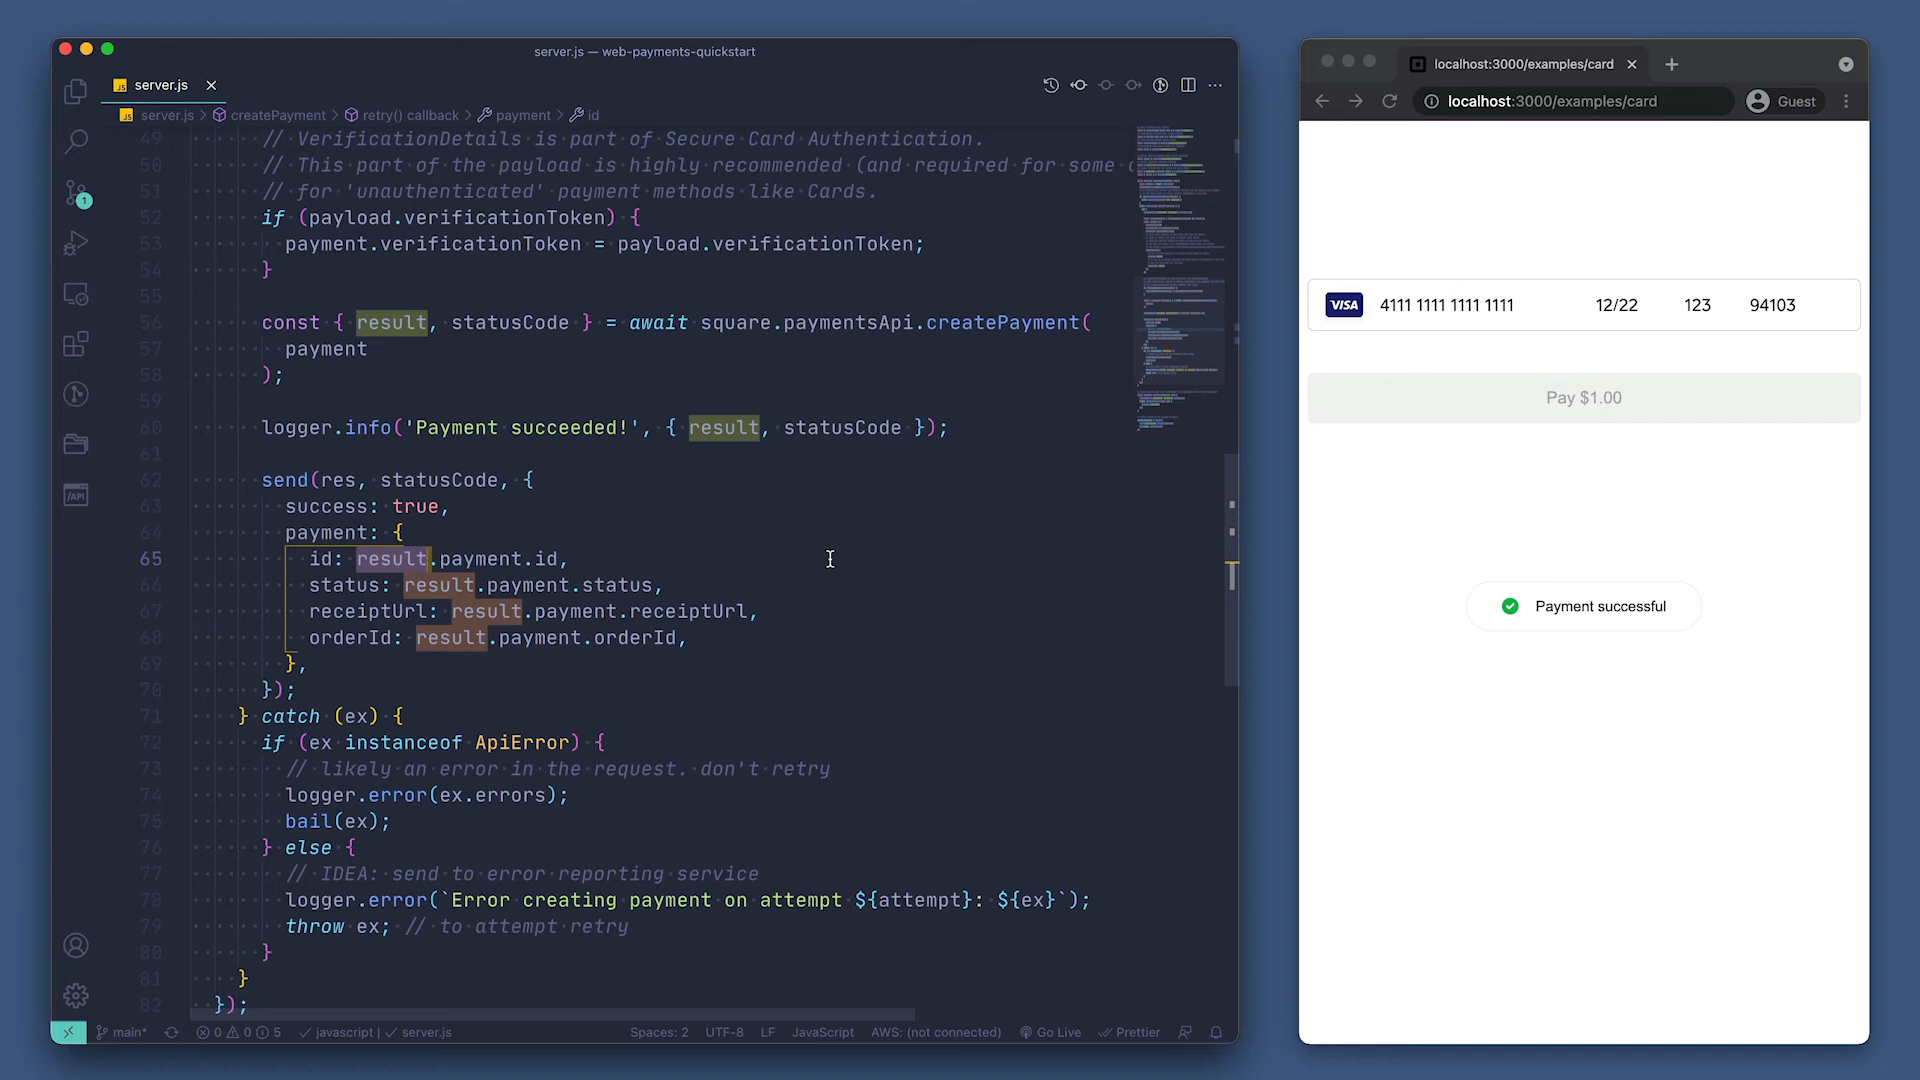 server.js — web-payments-quickstart
JS server.js
JS server.js > createPayment > retry() callback > payment > id
49 // VerificationDetails is part of Secure Card Authentication.
50 // This part of the payload is highly recommended (and required for some
51 // for 'unauthenticated' payment methods like Cards.
52 if (payload.verificationToken) {
53 payment.verificationToken = payload.verificationToken;
54 }
55
56 const { result, statusCode } = await square.paymentsApi.createPayment(
57 payment
58 );
59
60 logger.info('Payment succeeded!', { result, statusCode });
61
62 send(res, statusCode, {
63 success: true,
64 payment: {
65 id: result.payment.id,
66 status: result.payment.status,
67 receiptUrl: result.payment.receiptUrl,
68 orderId: result.payment.orderId,
69 },
70 });
71 } catch (ex) {
72 if (ex instanceof ApiError) {
73 // likely an error in the request. don't retry
74 logger.error(ex.errors);
75 bail(ex);
76 } else {
77 // IDEA: send to error reporting service
78 logger.error(`Error creating payment on attempt ${attempt}: ${ex}`);
79 throw ex; // to attempt retry
80 }
81 }
82 });
1
/API
main* 0 0 5 javascript | server.js Spaces: 2 UTF-8 LF JavaScript AWS: (not connected) Go Live Prettier
localhost:3000/examples/card
localhost:3000/examples/card Guest
VISA 4111 1111 1111 1111 12/22 123 94103
Pay $1.00
Payment successful